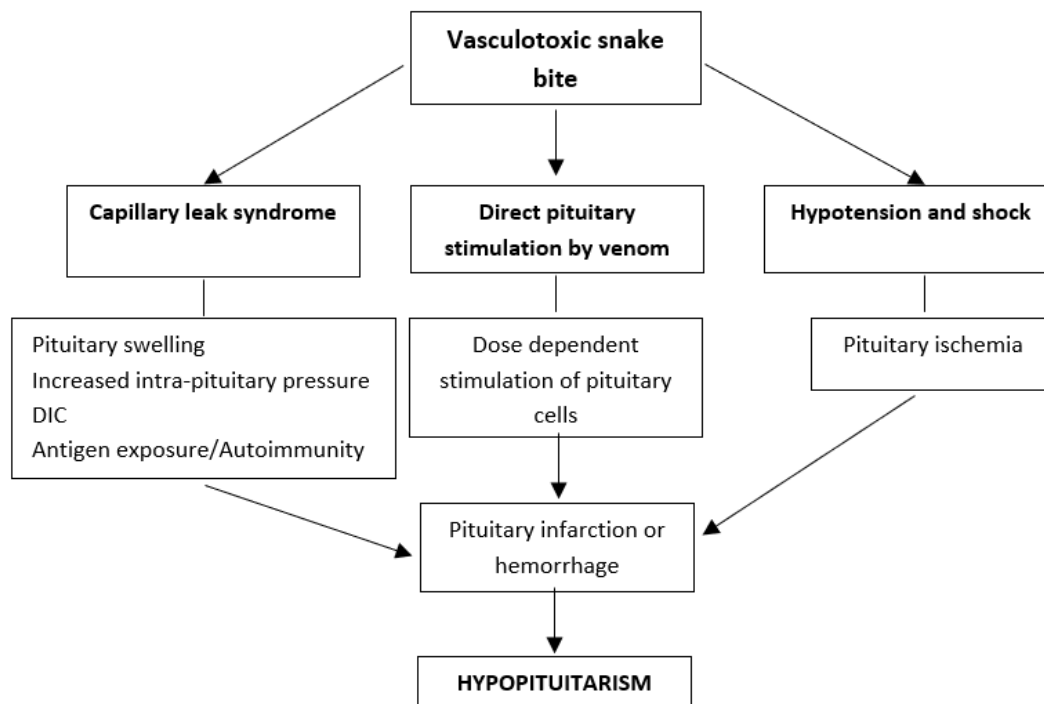 Vasculotoxic snake
bite
Capillary leak syndrome
Direct pituitary
stimulation by venom
Hypotension and shock
Pituitary swelling
Increased intra-pituitary pressure
DIC
Antigen exposure/Autoimmunity
Dose dependent
stimulation of pituitary
cells
Pituitary ischemia
Pituitary infarction or
hemorrhage
HYPOPITUITARISM